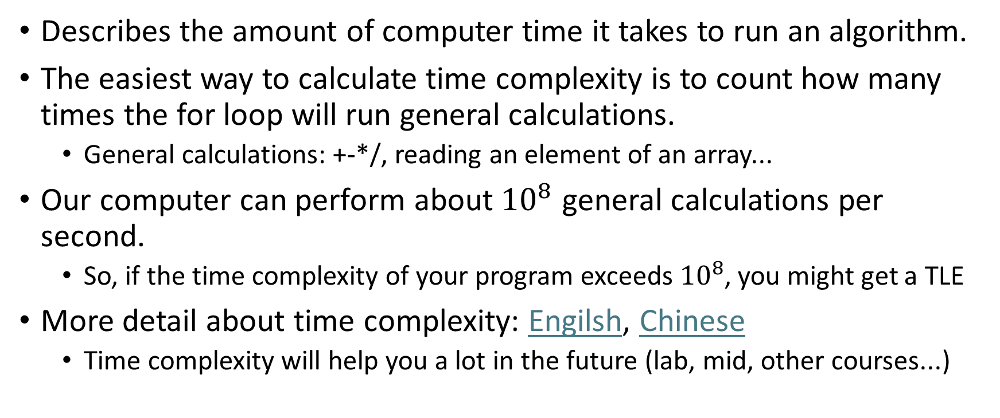 • Describes the amount of computer time it takes to run an algorithm.
• The easiest way to calculate time complexity is to count how many
times the for loop will run general calculations.
• General calculations: +-*/, reading an element of an array...
• Our computer can perform about 10⁸ general calculations per
second.
• So, if the time complexity of your program exceeds 10⁸, you might get a TLE
• More detail about time complexity: Engilsh, Chinese
• Time complexity will help you a lot in the future (lab, mid, other courses...)